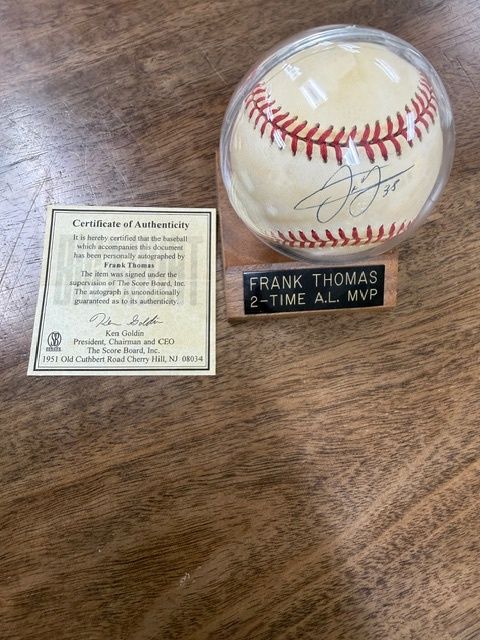 Certificate of Authenticity
It is hereby certified that the baseball
which accompanies this document
has been personally autographed by
Frank Thomas
The item was signed under the
supervision of The Score Board, Inc.
The autograph is unconditionally
guaranteed as to its authenticity.
Ken Goldin
Ken Goldin
President, Chairman and CEO
The Score Board, Inc.
1951 Old Cuthbert Road Cherry Hill, NJ 08034
35
FRANK THOMAS
2-TIME A.L. MVP